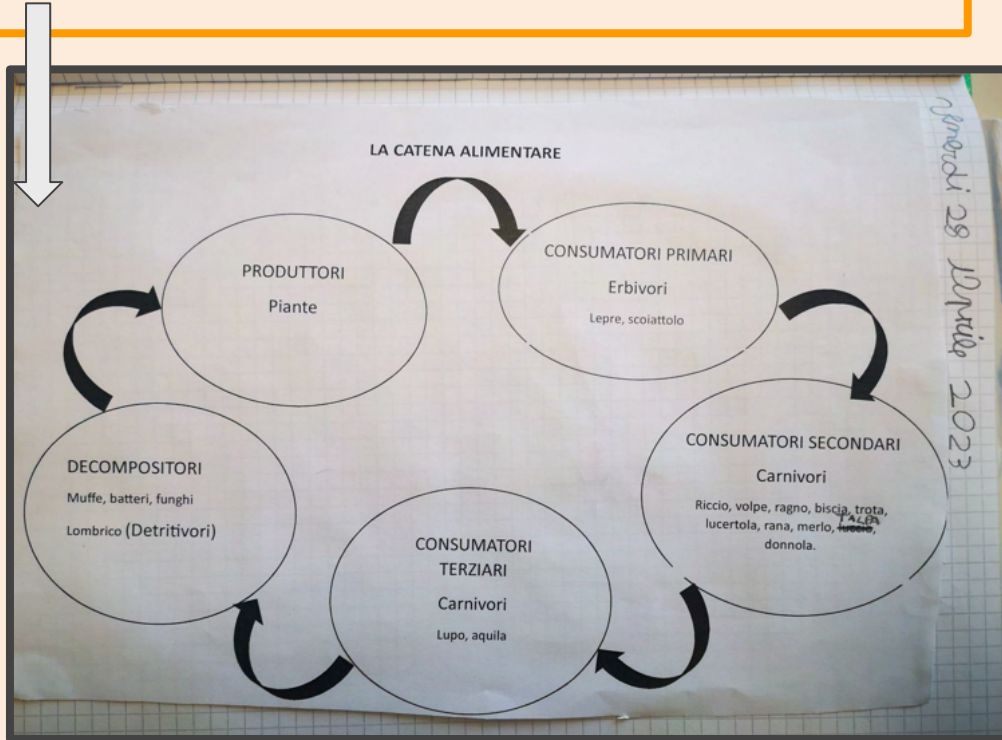 LA CATENA ALIMENTARE
PRODUTTORI
Piante
CONSUMATORI PRIMARI
Erbivori
Lepre, scoiattolo
CONSUMATORI SECONDARI
Carnivori
Riccio, volpe, ragno, biscia, trota,
TALPA
lucertola, rana, merlo, luccio,
donnola.
CONSUMATORI
TERZIARI
Carnivori
Lupo, aquila
DECOMPOSITORI
Muffe, batteri, funghi
Lombrico (Detritivori)
Venerdì 28 Aprile 2023